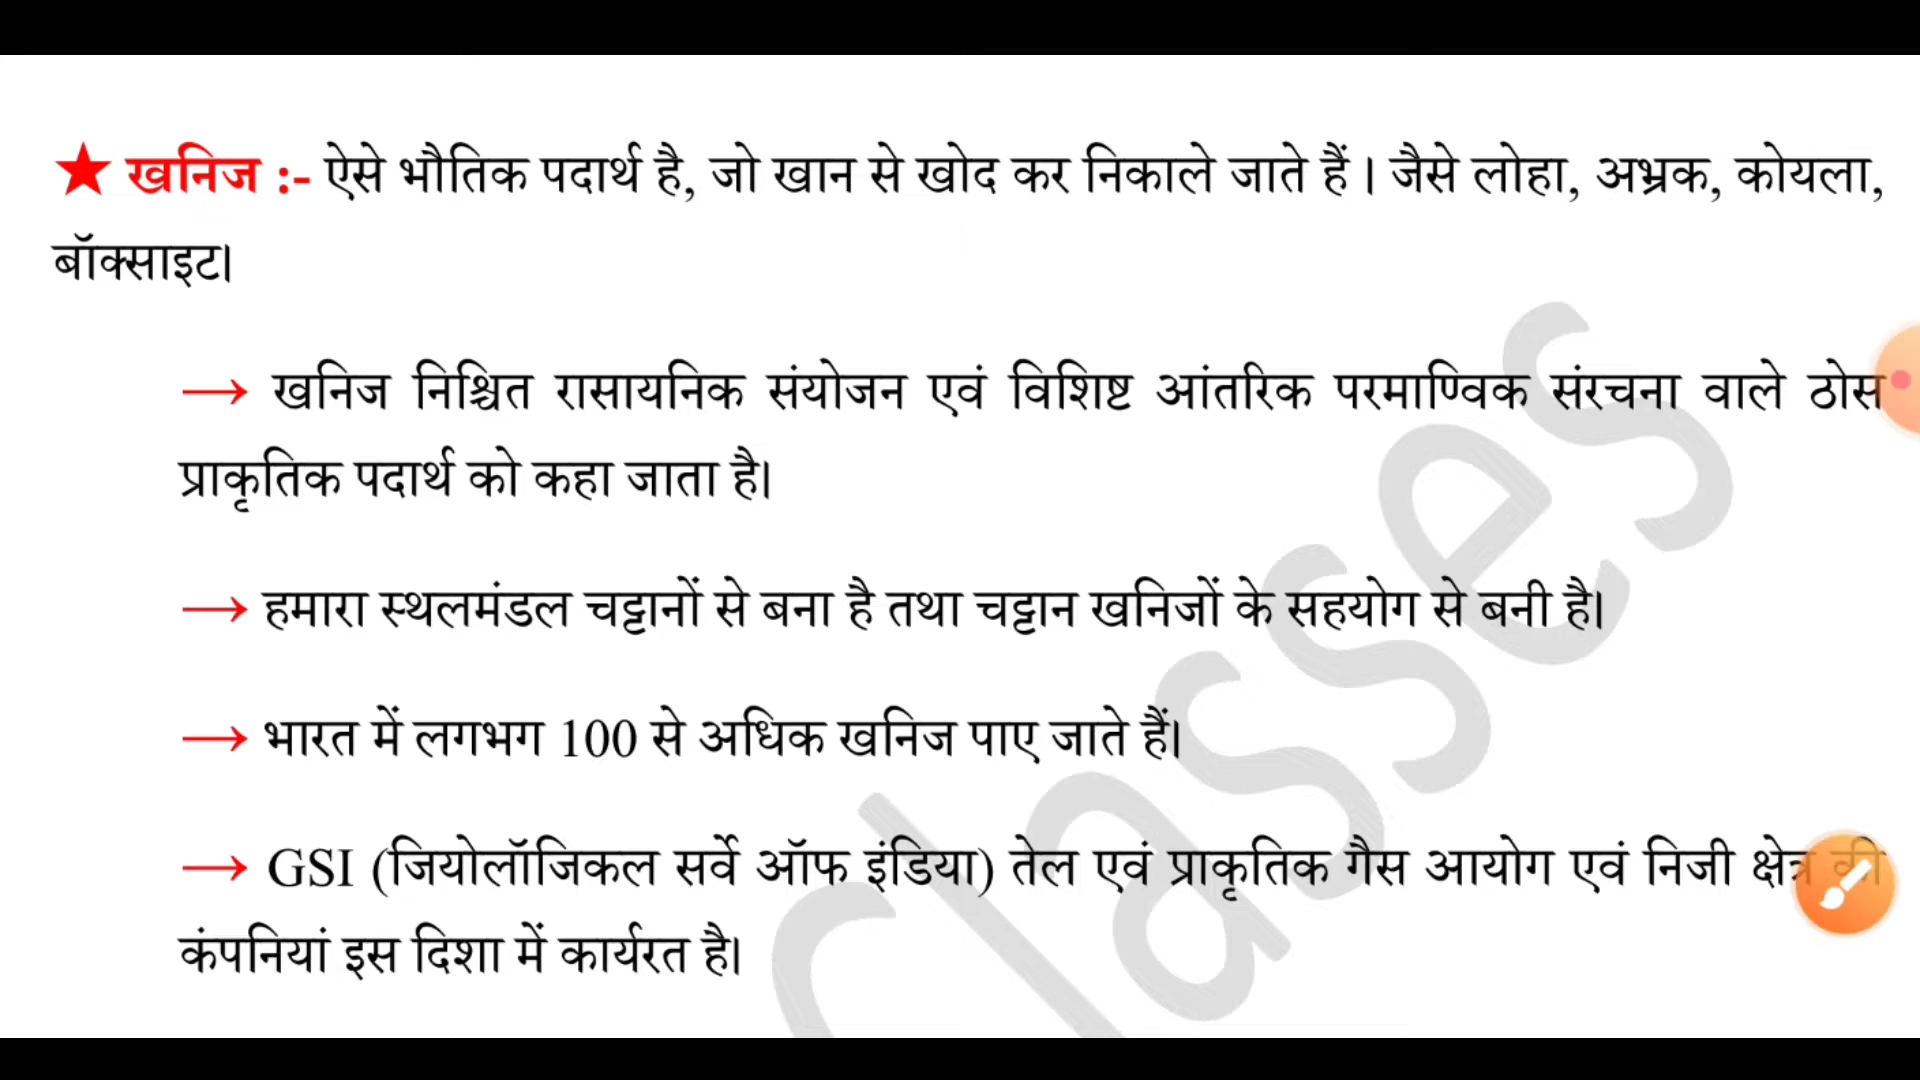 ★ खनिज :- ऐसे भौतिक पदार्थ है, जो खान से खोद कर निकाले जाते हैं । जैसे लोहा, अभ्रक, कोयला,
बॉक्साइट।
→ खनिज निश्चित रासायनिक संयोजन एवं विशिष्ट आंतरिक परमाण्विक संरचना वाले ठोस
प्राकृतिक पदार्थ को कहा जाता है।
→ हमारा स्थलमंडल चट्टानों से बना है तथा चट्टान खनिजों के सहयोग से बनी है।
→ भारत में लगभग 100 से अधिक खनिज पाए जाते हैं।
→ GSI (जियोलॉजिकल सर्वे ऑफ इंडिया) तेल एवं प्राकृतिक गैस आयोग एवं निजी क्षेत्र की
कंपनियां इस दिशा में कार्यरत है।
Classes